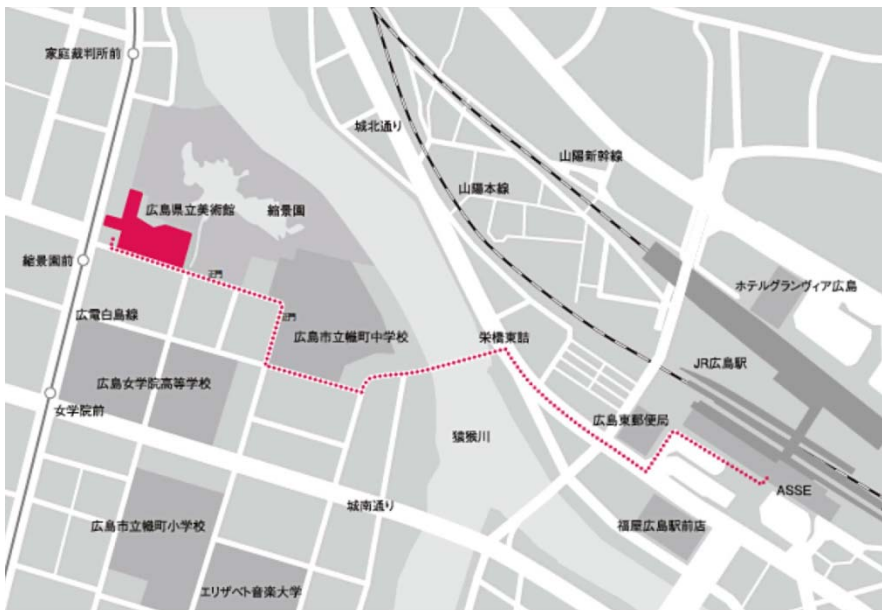 家庭裁判所前
城北通り
山陽新幹線
山陽本線
広島県立美術館
縮景園
縮景園前
正門
ホテルグランヴィア広島
広電白島線
正門
広島市立幟町中学校
栄橋東詰
JR広島駅
広島女学院高等学校
女学院前
広島東郵便局
猿猴川
ASSE
城南通り
広島市立幟町小学校
福屋広島駅前店
エリザベト音楽大学